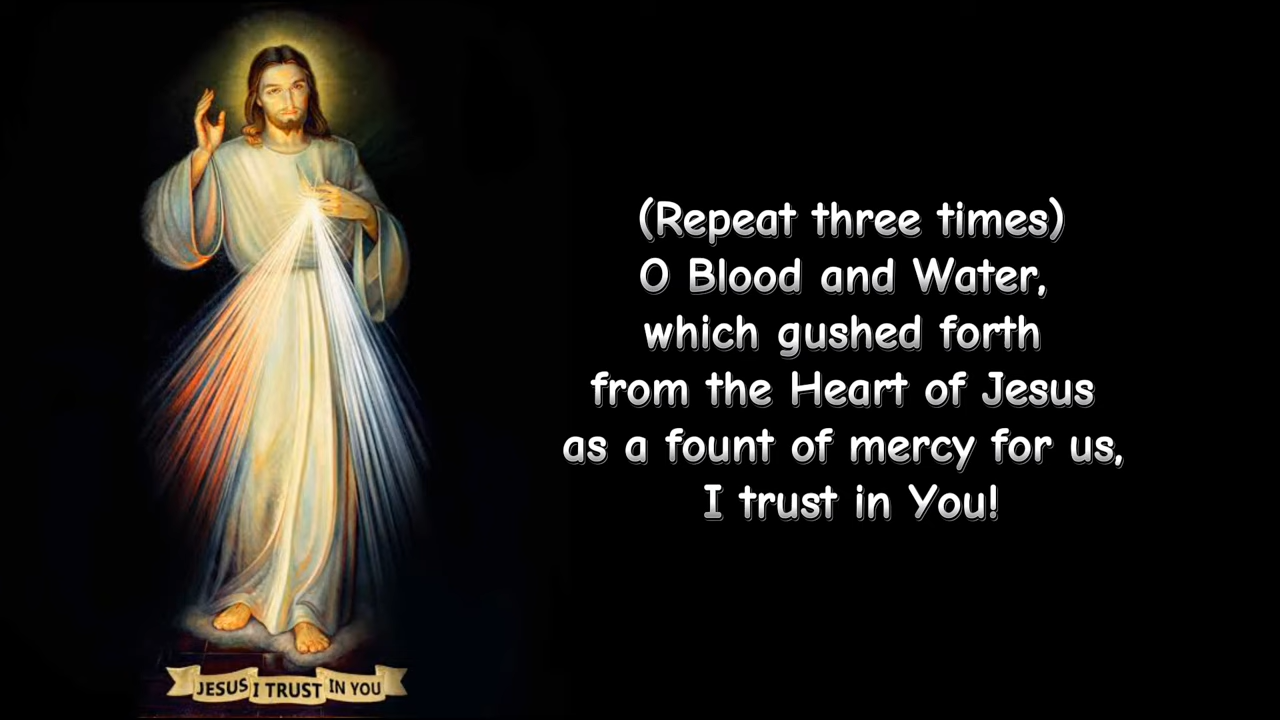 (Repeat three times)
O Blood and Water,
which gushed forth
from the Heart of Jesus
as a fount of mercy for us,
I trust in You!
JESUS I TRUST IN YOU